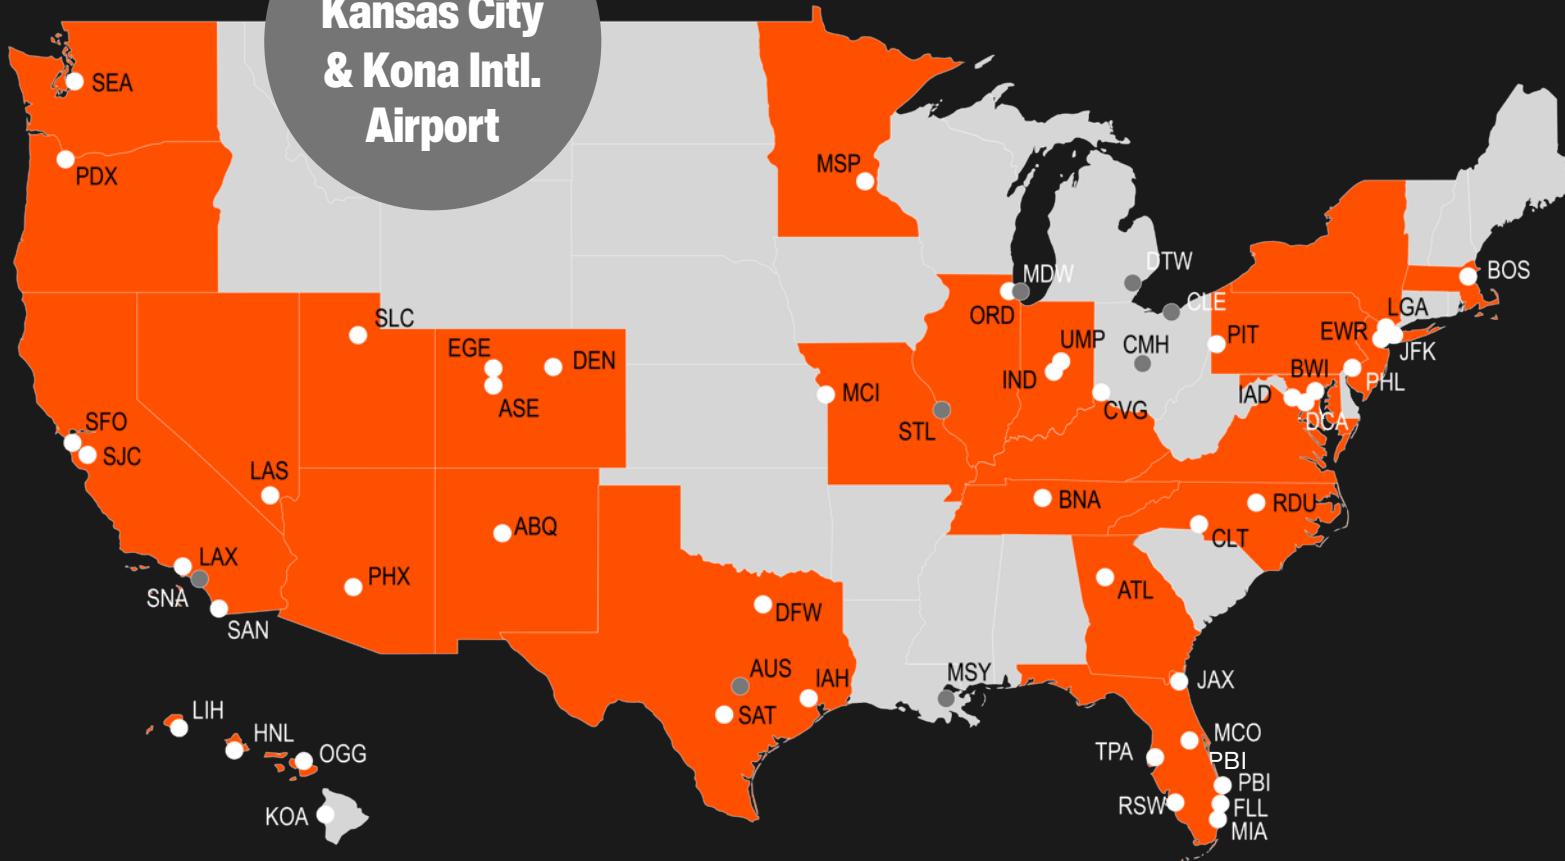 Kansas City
& Kona Intl.
Airport
SEA
PDX
MSP
DTW
MDW
BOS
CLE
LGA
ORD
SLC
EWR
PIT
UMP
CMH
EGE
DEN
JFK
BWI
IND
PHL
MCI
IAD
ASE
CVG
SFO
DCA
STL
SJC
LAS
BNA
RDU
ABQ
CLT
LAX
PHX
ATL
SNA
DFW
SAN
AUS
MSY
IAH
JAX
LIH
SAT
HNL
MCO
TPA
OGG
PBI
PBI
RSW
FLL
KOA
MIA